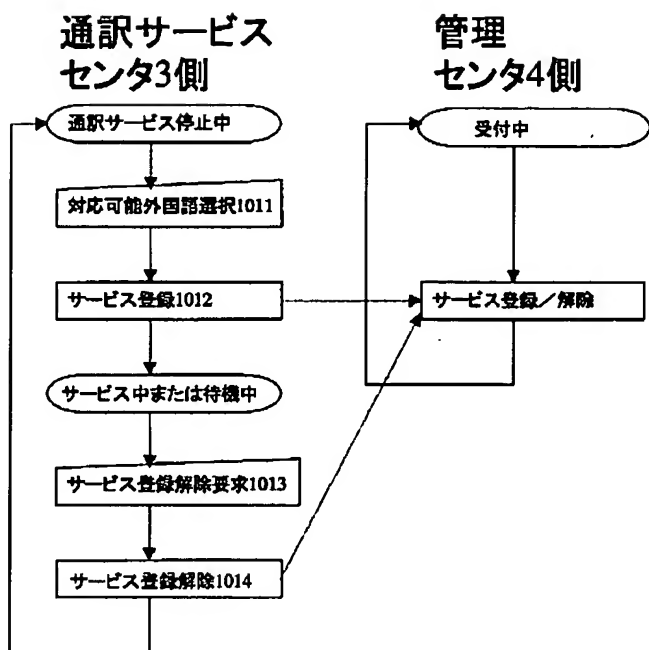 通訳サービス
センタ3側
管理
センタ4側
通訳サービス停止中
受付中
対応可能外国語選択1011
サービス登録1012
サービス登録／解除
サービス中または待機中
サービス登録解除要求1013
サービス登録解除1014